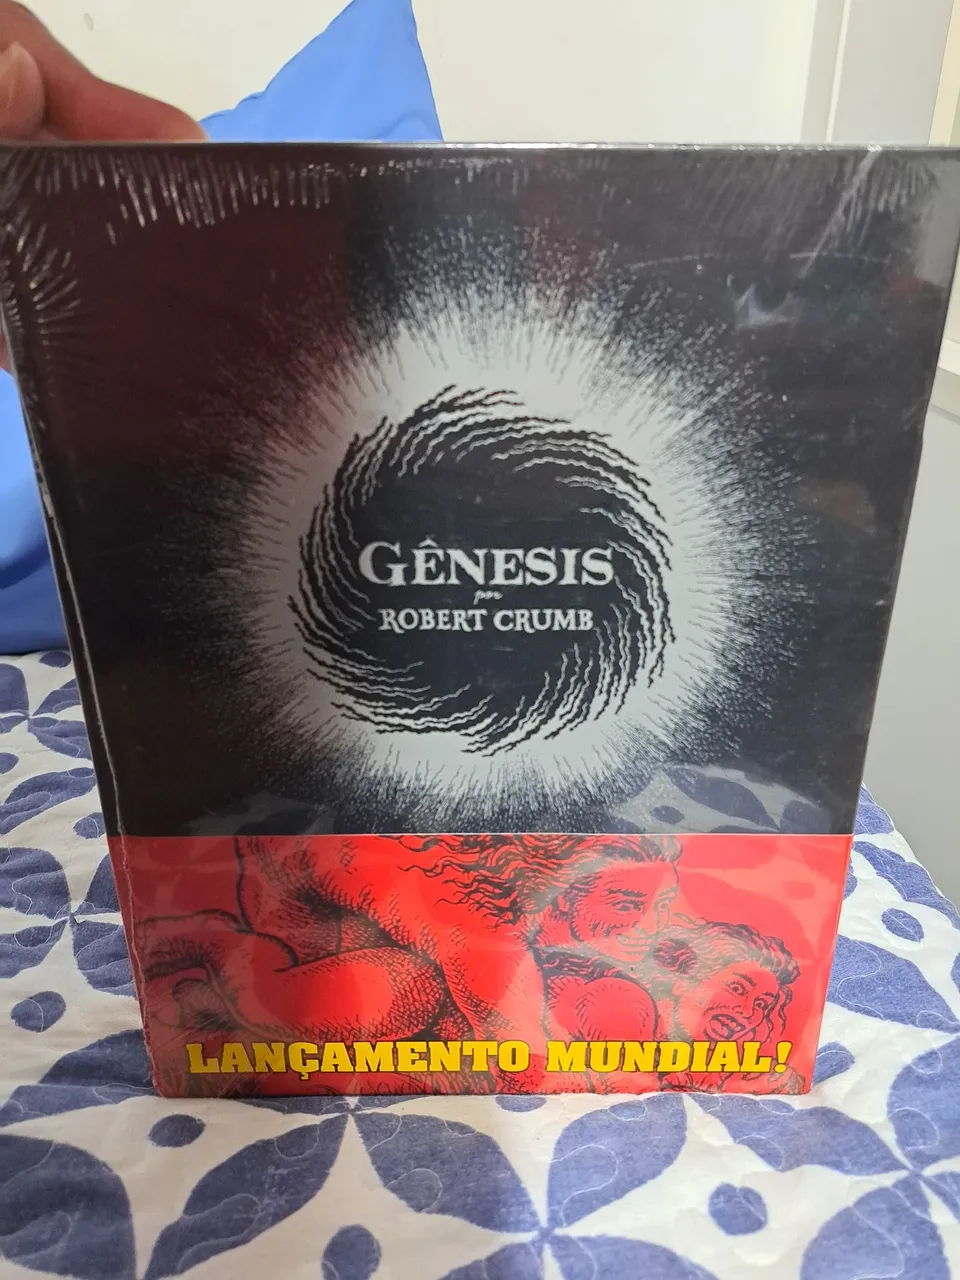 GÊNESIS
por
ROBERT CRUMB
LANÇAMENTO MUNDIAL!